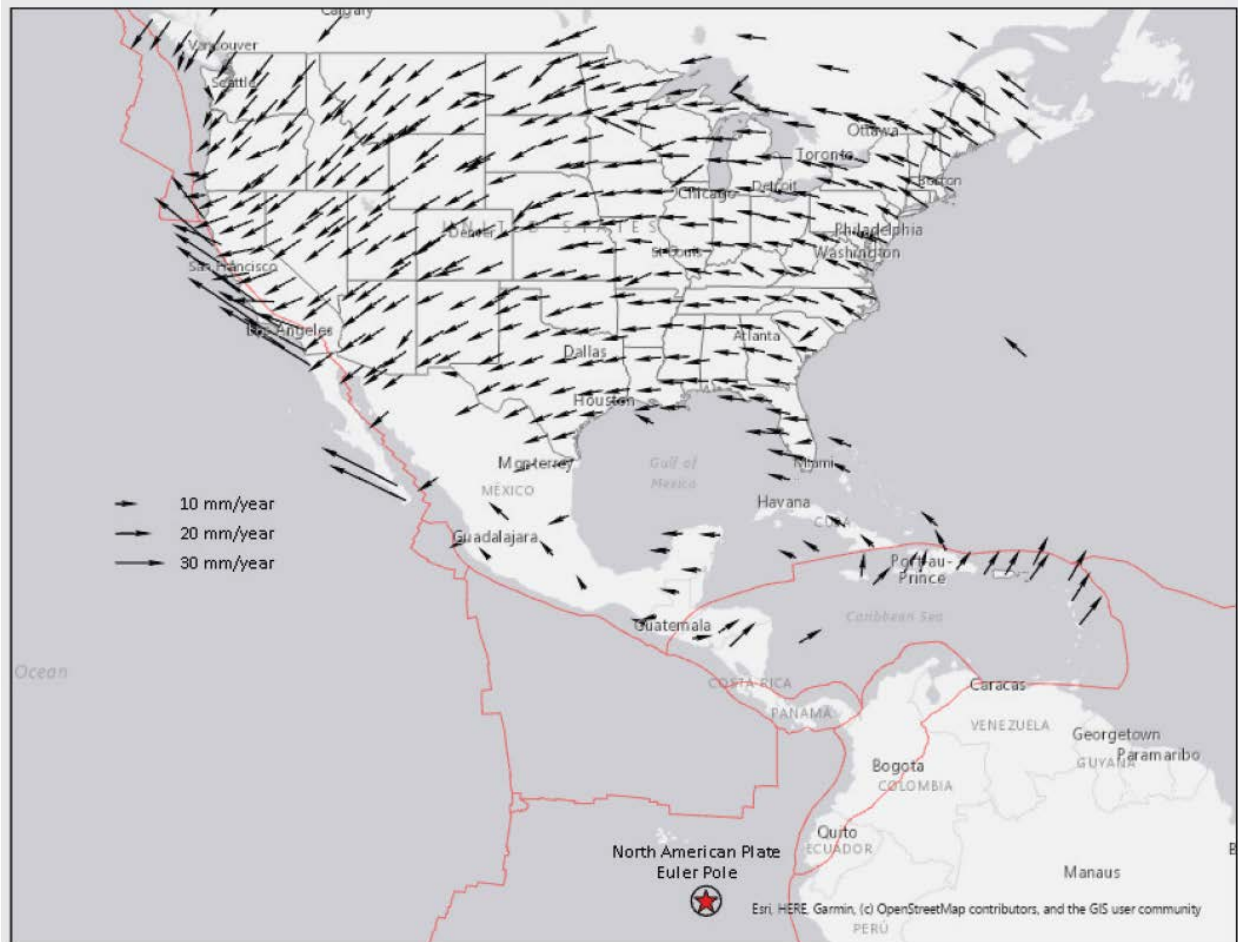 Calgary
Vancouver
Seattle
Ottawa
Toronto
Boston
Chicago
Detroit
UNITED STATES
Denver
Philadelphia
St Louis
Washington
San Francisco
Los Angeles
Atlanta
Dallas
Houston
Monterrey
Gulf of
Mexico
Miami
MÉXICO
Havana
10 mm/year
CUBA
20 mm/year
Guadalajara
30 mm/year
Port-au-
Prince
Guatemala
Caribbean Sea
Ocean
COSTA RICA
Caracas
PANAMÁ
VENEZUELA
Georgetown
Paramaribo
GUYANA
Bogota
COLOMBIA
Quito
ECUADOR
North American Plate
Euler Pole
B
Manaus
Esri, HERE, Garmin, (c) OpenStreetMap contributors, and the GIS user community
PERÚ